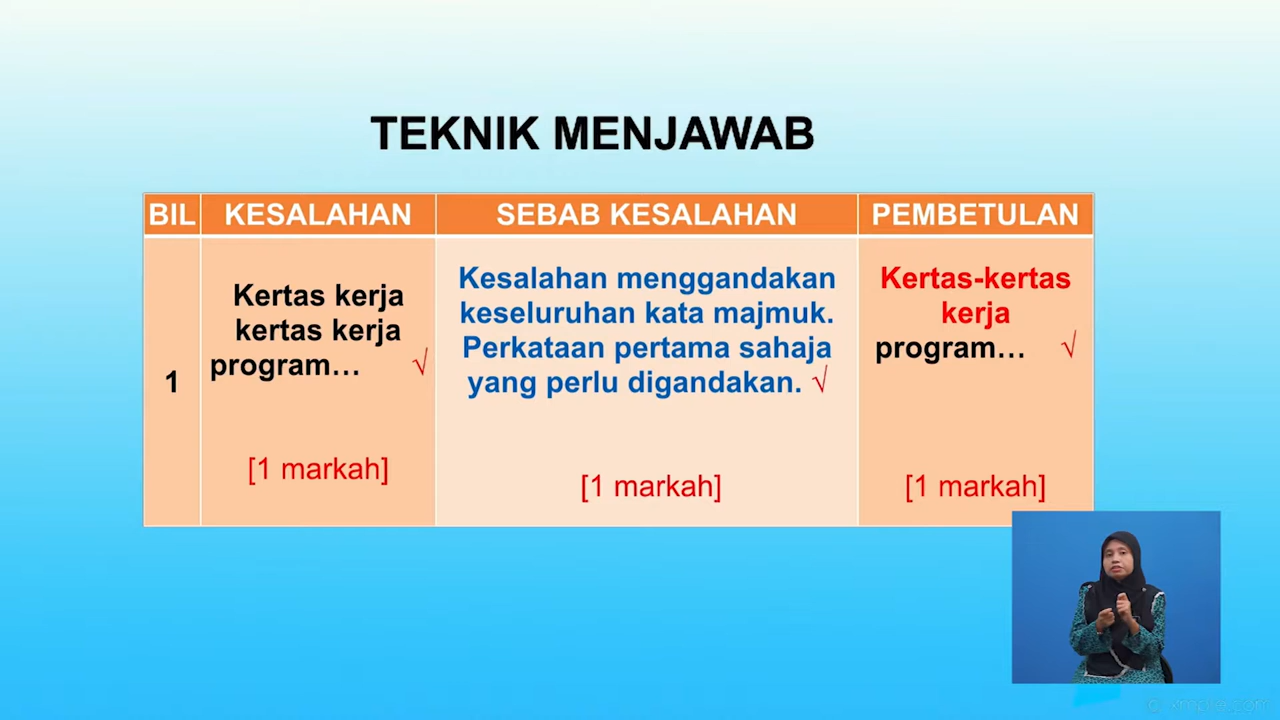 TEKNIK MENJAWAB
BIL
KESALAHAN
SEBAB KESALAHAN
PEMBETULAN
1
Kertas kerja
kertas kerja
program… √
[1 markah]
Kesalahan menggandakan
keseluruhan kata majmuk.
Perkataan pertama sahaja
yang perlu digandakan. √
[1 markah]
Kertas-kertas
kerja
program… √
[1 markah]